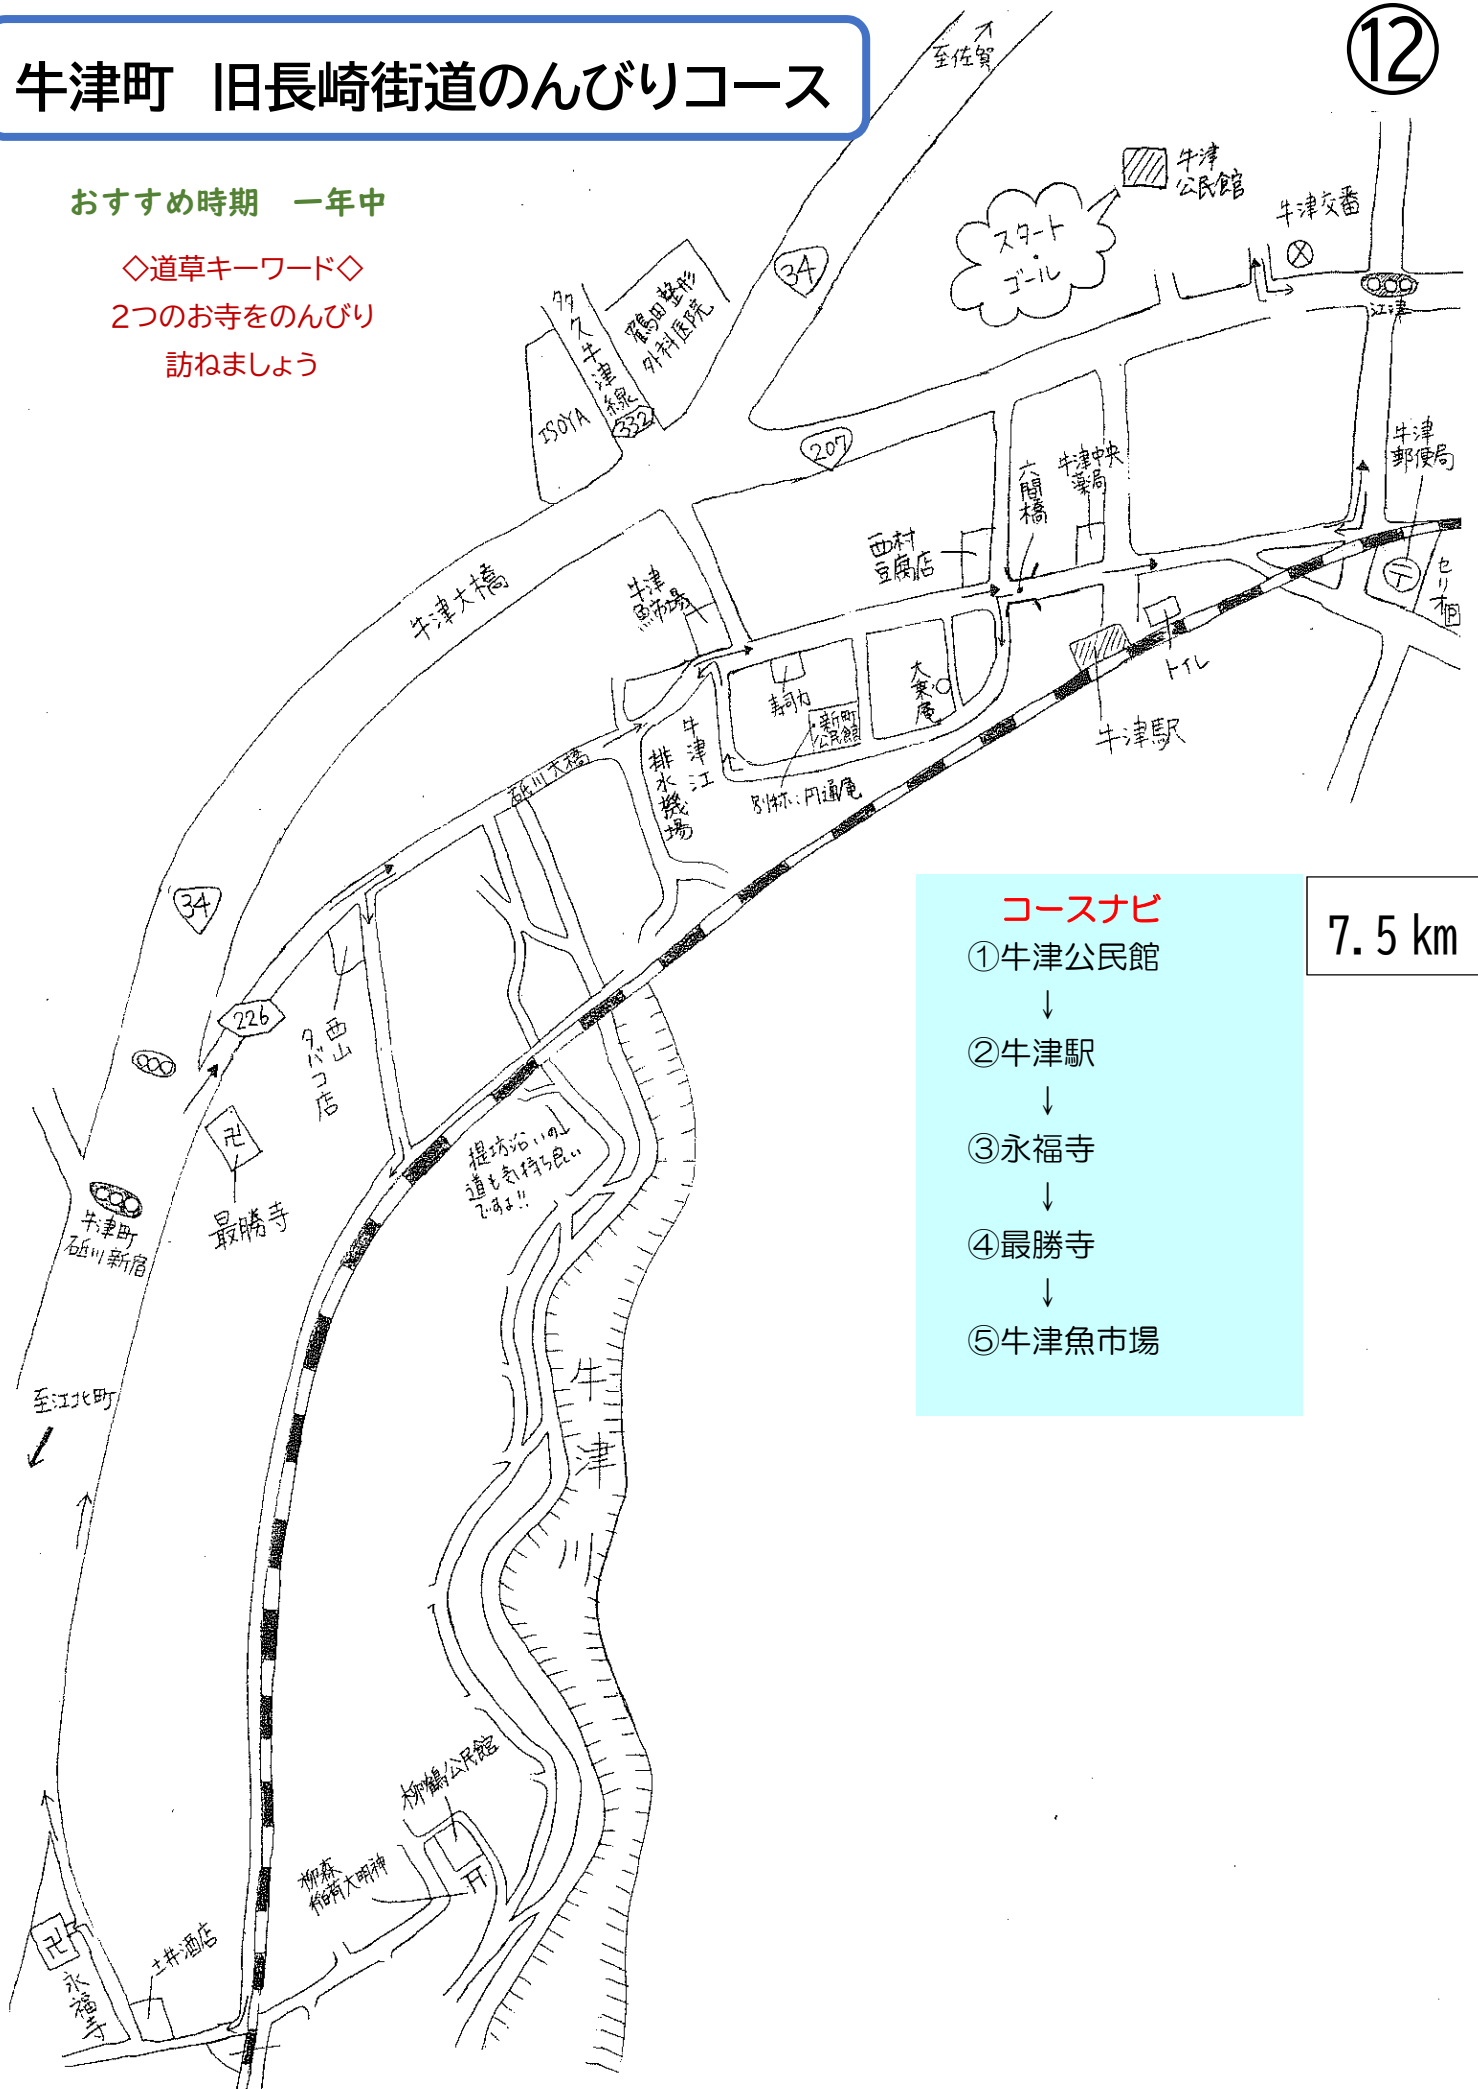 ⑫
牛津町 旧長崎街道のんびりコース
おすすめ時期 一年中
◇道草キーワード◇
2つのお寺をのんびり
訪ねましょう
至佐賀
牛津
公民館
牛津交番
スタート
・
ゴール
34
江津
多久牛津線
332
鶴田整形
外科医院
ISOYA
207
牛津
郵便局
六間橋
牛津中央
薬局
西村
豆腐店
セリオ
〒
牛津大橋
牛津
魚市場
トイレ
牛津駅
寿司力
大乗庵
新町
公民館
別称:円通庵
牛津江
排水機場
砥川大橋
34
226
西山
タバコ店
卍
最勝寺
牛津町
砥川新宿
堤防沿いの
道も気持ち良い
ですよ!!
コースナビ
①牛津公民館
↓
②牛津駅
↓
③永福寺
↓
④最勝寺
↓
⑤牛津魚市場
7.5km
至江北町
牛津川
柳鶴公民館
柳森
稲荷大明神
卍
永福寺
土井酒店